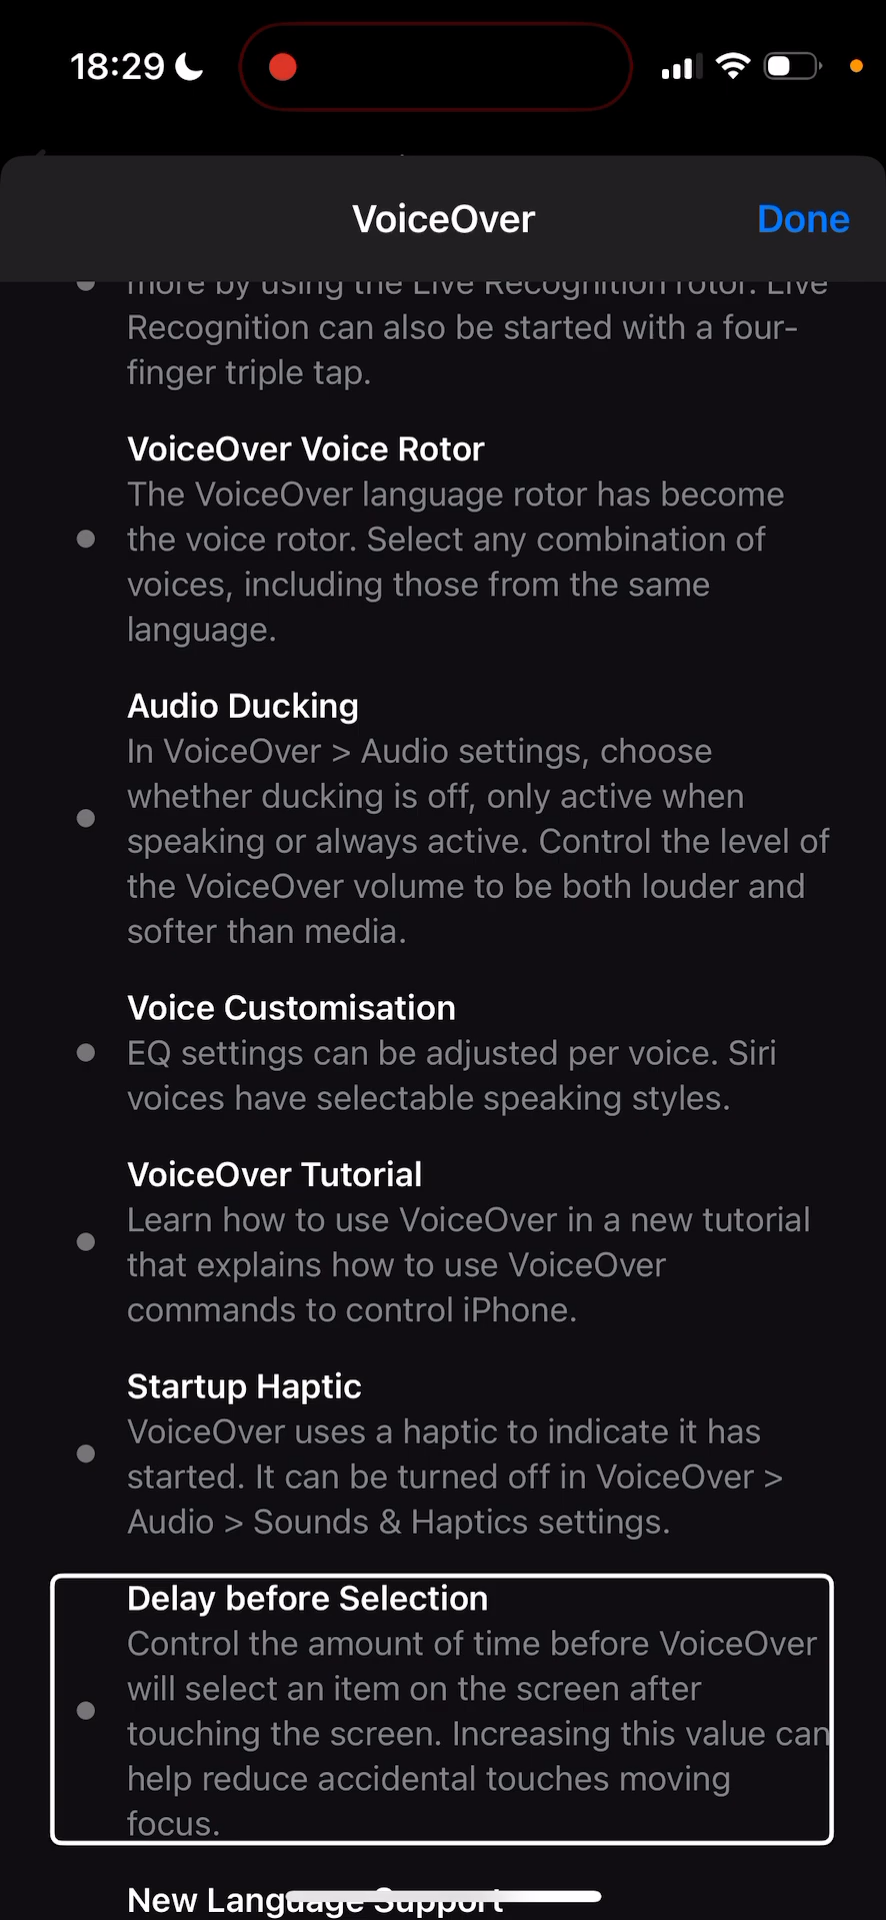 18:29
VoiceOver
Done
more by using the Live Recognition rotor. Live
Recognition can also be started with a four-
finger triple tap.
VoiceOver Voice Rotor
The VoiceOver language rotor has become
the voice rotor. Select any combination of
voices, including those from the same
language.
Audio Ducking
In VoiceOver > Audio settings, choose
whether ducking is off, only active when
speaking or always active. Control the level of
the VoiceOver volume to be both louder and
softer than media.
Voice Customisation
EQ settings can be adjusted per voice. Siri
voices have selectable speaking styles.
VoiceOver Tutorial
Learn how to use VoiceOver in a new tutorial
that explains how to use VoiceOver
commands to control iPhone.
Startup Haptic
VoiceOver uses a haptic to indicate it has
started. It can be turned off in VoiceOver >
Audio > Sounds & Haptics settings.
Delay before Selection
Control the amount of time before VoiceOver
will select an item on the screen after
touching the screen. Increasing this value can
help reduce accidental touches moving
focus.
New Language Support